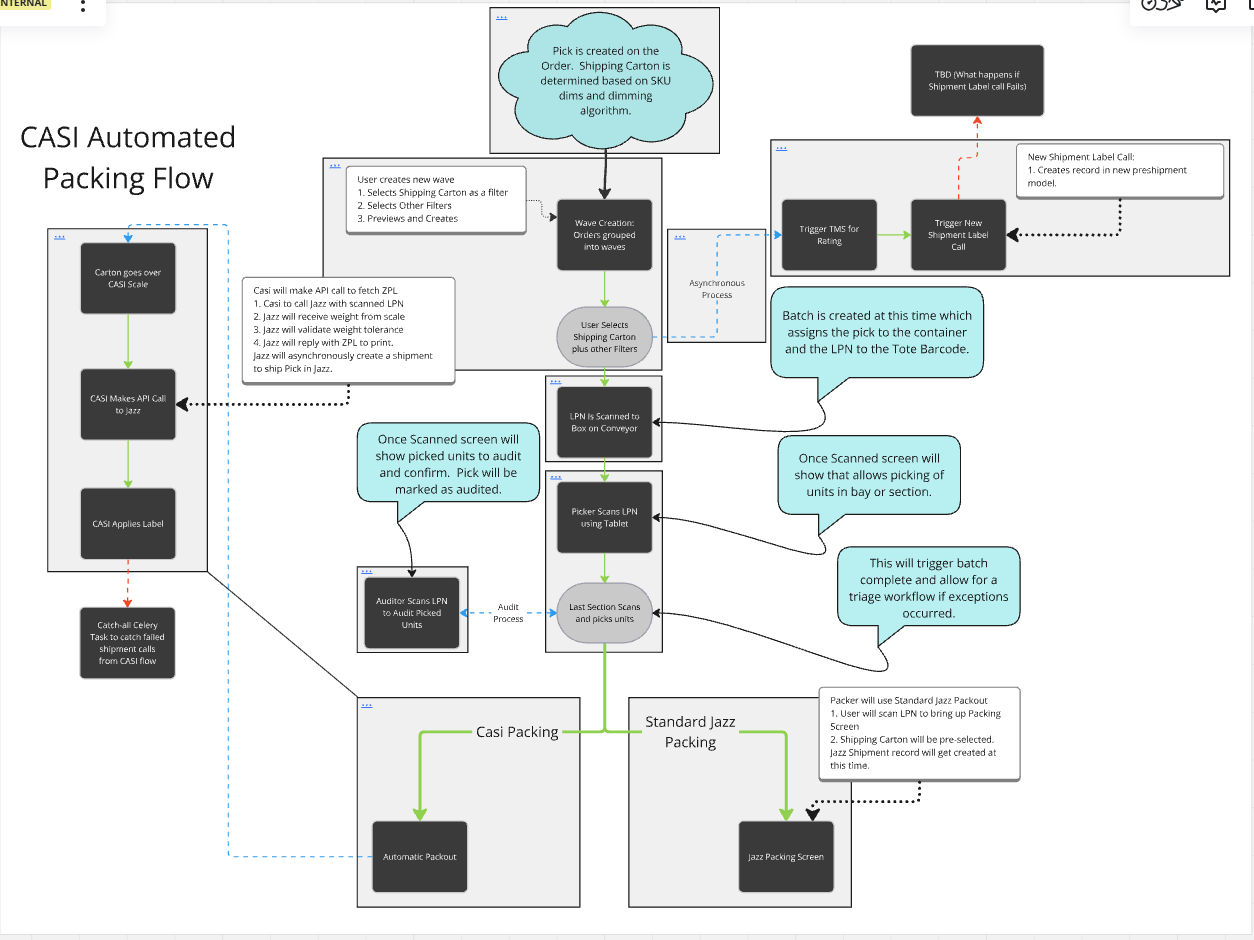 INTERNAL
Pick is created on the
Order. Shipping Carton is
determined based on SKU
dims and dimming
algorithm.
TBD (What happens if
Shipment Label call Fails)
CASI Automated
Packing Flow
User creates new wave
1. Selects Shipping Carton as a filter
2. Selects Other Filters
3. Previews and Creates
New Shipment Label Call:
1. Creates record in new preshipment
model.
Wave Creation:
Orders grouped
into waves
Trigger TMS for
Rating
Trigger New
Shipment Label
Call
Carton goes over
CASI Scale
Asynchronous
Process
Casi will make API call to fetch ZPL
1. Casi to call Jazz with scanned LPN
2. Jazz will receive weight from scale
3. Jazz will validate weight tolerance
4. Jazz will reply with ZPL to print.
Jazz will asynchronously create a shipment
to ship Pick in Jazz.
User Selects
Shipping Carton
plus other Filters
Batch is created at this time which
assigns the pick to the container
and the LPN to the Tote Barcode.
CASI Makes API Call
to Jazz
LPN Is Scanned to
Box on Conveyor
Once Scanned screen will
show picked units to audit
and confirm. Pick will be
marked as audited.
Once Scanned screen will
show that allows picking of
units in bay or section.
CASI Applies Label
Picker Scans LPN
using Tablet
This will trigger batch
complete and allow for a
triage workflow if exceptions
occurred.
Auditor Scans LPN
to Audit Picked
Units
Audit
Process
Last Section Scans
and picks units
Catch-all Celery
Task to catch failed
shipment calls
from CASI flow
Casi Packing
Standard Jazz
Packing
Packer will use Standard Jazz Packout
1. User will scan LPN to bring up Packing
Screen
2. Shipping Carton will be pre-selected.
Jazz Shipment record will get created at
this time.
Automatic Packout
Jazz Packing Screen